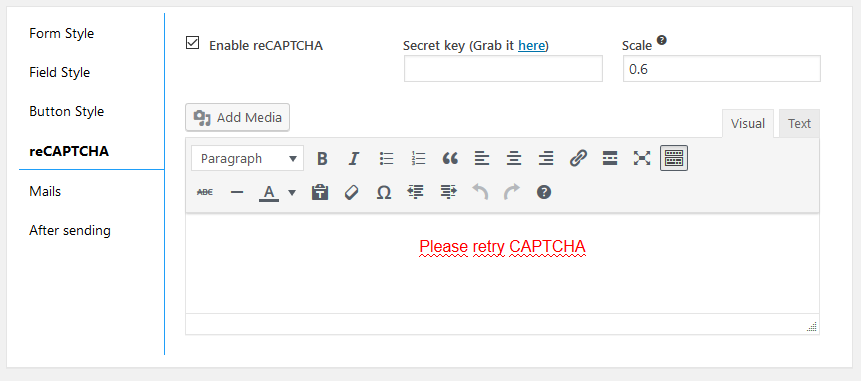 Form Style
Field Style
Button Style
reCAPTCHA
Mails
After sending
Enable reCAPTCHA
Secret key (Grab it here)
Scale
0.6
Add Media
Visual
Text
Paragraph
B I
ABC
A
Please retry CAPTCHA